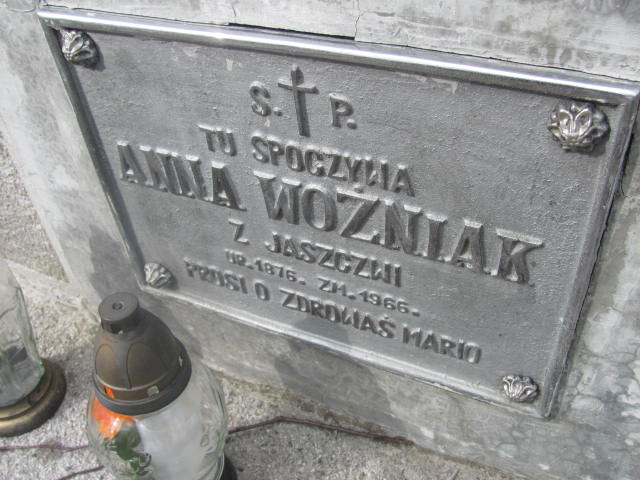 Ś. P.
TU SPOCZYWA
ANNA WOŹNIAK
Z JASZCZWI
UR. 1876. ZM. 1966.
PROSI O ZDROWAŚ MARIO